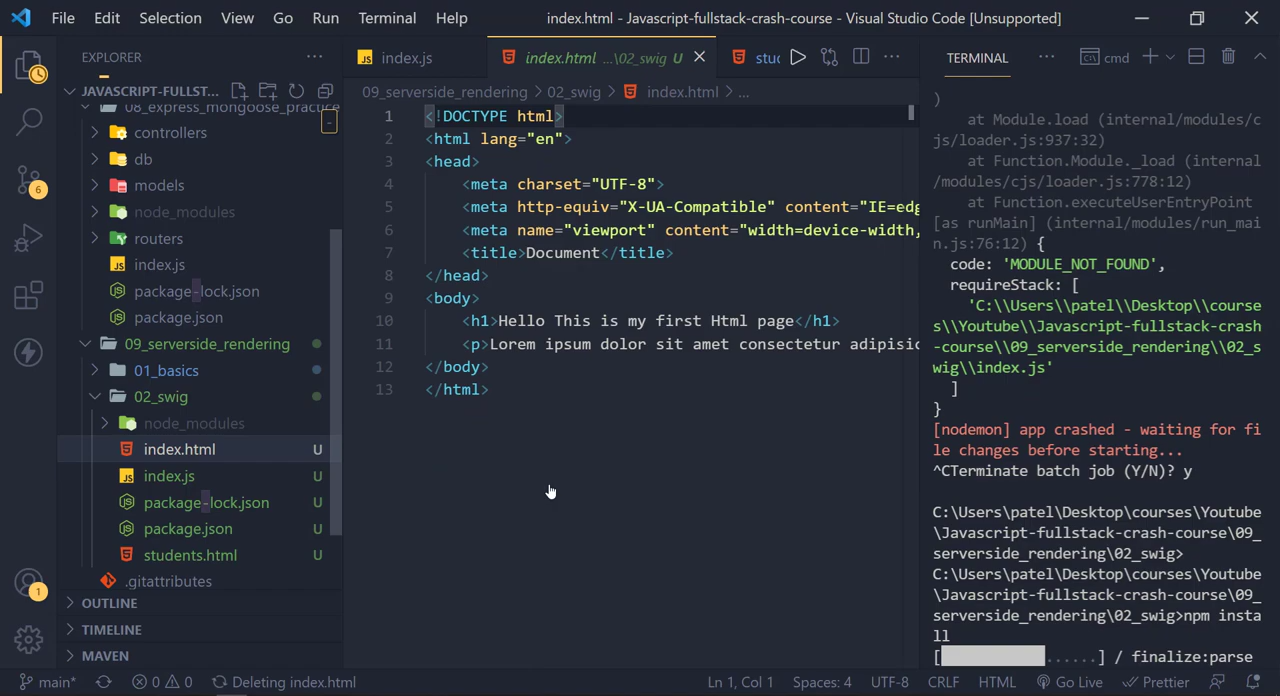 File Edit Selection View Go Run Terminal Help index.html - Javascript-fullstack-crash-course - Visual Studio Code [Unsupported]
EXPLORER
JAVASCRIPT-FULLST...
08_express_mongoose_practice
controllers
db
models
node_modules
routers
JS index.js
package-lock.json
package.json
09_serverside_rendering
01_basics
02_swig
node_modules
index.html U
JS index.js U
package-lock.json U
package.json U
students.html U
.gitattributes
OUTLINE
TIMELINE
MAVEN
6
1
JS index.js
index.html ...\02_swig U
stu
09_serverside_rendering > 02_swig > index.html > ...
1 <!DOCTYPE html>
2 <html lang="en">
3 <head>
4 <meta charset="UTF-8">
5 <meta http-equiv="X-UA-Compatible" content="IE=edg
6 <meta name="viewport" content="width=device-width,
7 <title>Document</title>
8 </head>
9 <body>
10 <h1>Hello This is my first Html page</h1>
11 <p>Lorem ipsum dolor sit amet consectetur adipisic
12 </body>
13 </html>
TERMINAL
cmd
)
at Module.load (internal/modules/c
js/loader.js:937:32)
at Function.Module._load (internal
/modules/cjs/loader.js:778:12)
at Function.executeUserEntryPoint
[as runMain] (internal/modules/run_mai
n.js:76:12) {
code: 'MODULE_NOT_FOUND',
requireStack: [
'C:\\Users\\patel\\Desktop\\course
s\\Youtube\\Javascript-fullstack-crash
-course\\09_serverside_rendering\\02_s
wig\\index.js'
]
}
[nodemon] app crashed - waiting for fi
le changes before starting...
^CTerminate batch job (Y/N)? y
C:\Users\patel\Desktop\courses\Youtube
\Javascript-fullstack-crash-course\09_
serverside_rendering\02_swig>
C:\Users\patel\Desktop\courses\Youtube
\Javascript-fullstack-crash-course\09_
serverside_rendering\02_swig>npm insta
ll
[ ......] / finalize:parse
main* 0 0 Deleting index.html Ln 1, Col 1 Spaces: 4 UTF-8 CRLF HTML Go Live Prettier